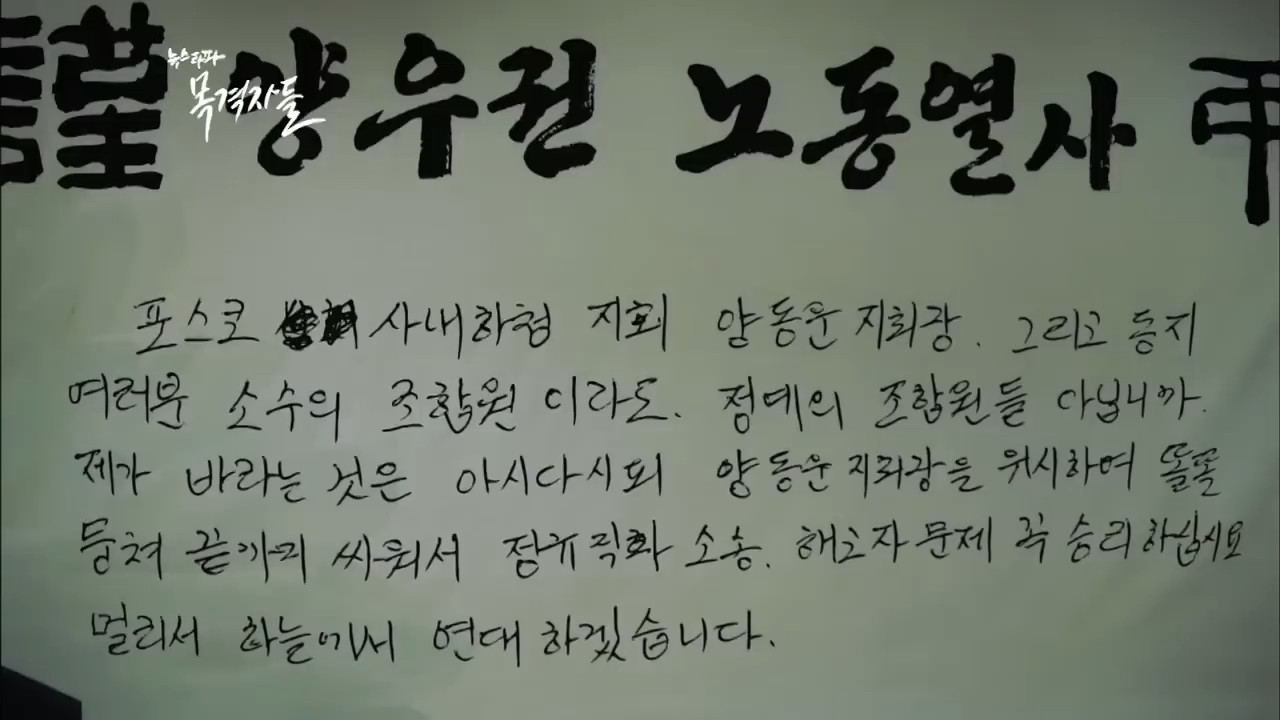 뉴스타파
목격자들
謹 양우권 노동열사 弔
포스코 사내하청 지회 양동운 지회장. 그리고 동지
여러분 소수의 조합원 이라도. 정예의 조합원들 아닙니까.
제가 바라는 것은 아시다시피 양동운 지회장을 위시하여 똘똘
뭉쳐 끝까지 싸워서 정규직화 소송. 해고자 문제 꼭 승리 하십시요
멀리서 하늘에서 연대 하겠습니다.